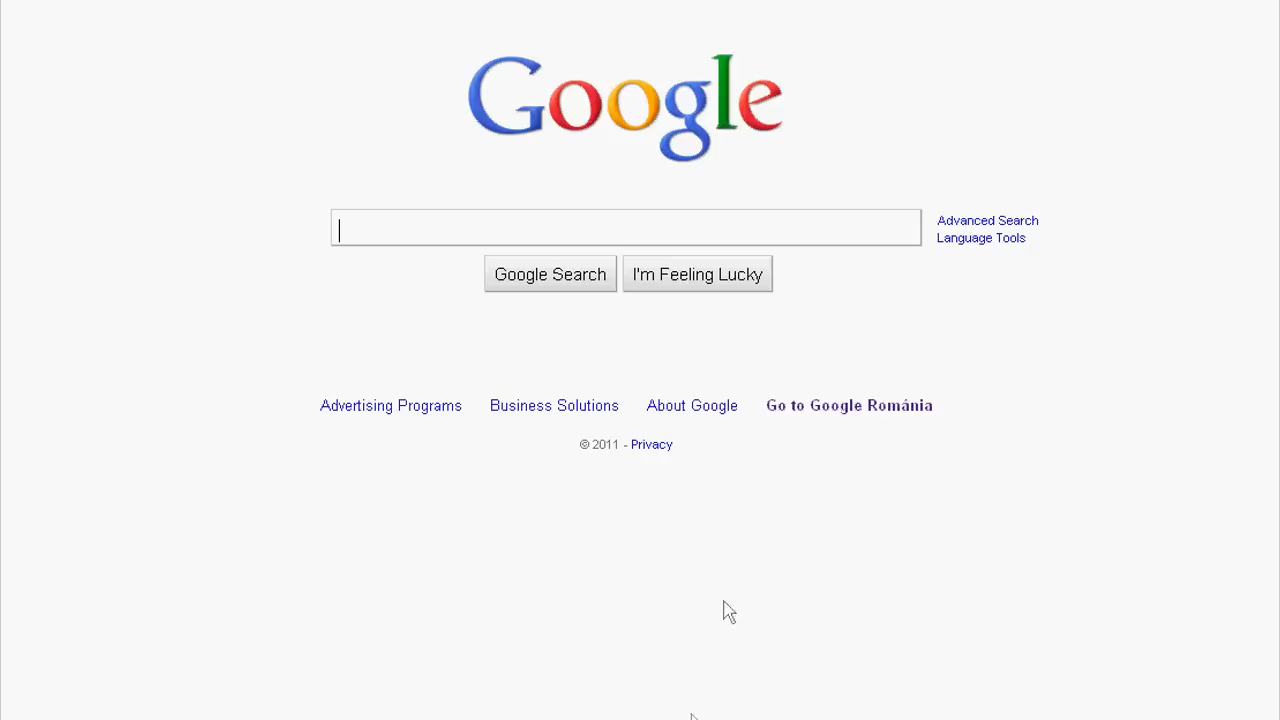 Google
Advanced Search
Language Tools
Google Search I'm Feeling Lucky
Advertising Programs Business Solutions About Google Go to Google Románia
© 2011 - Privacy